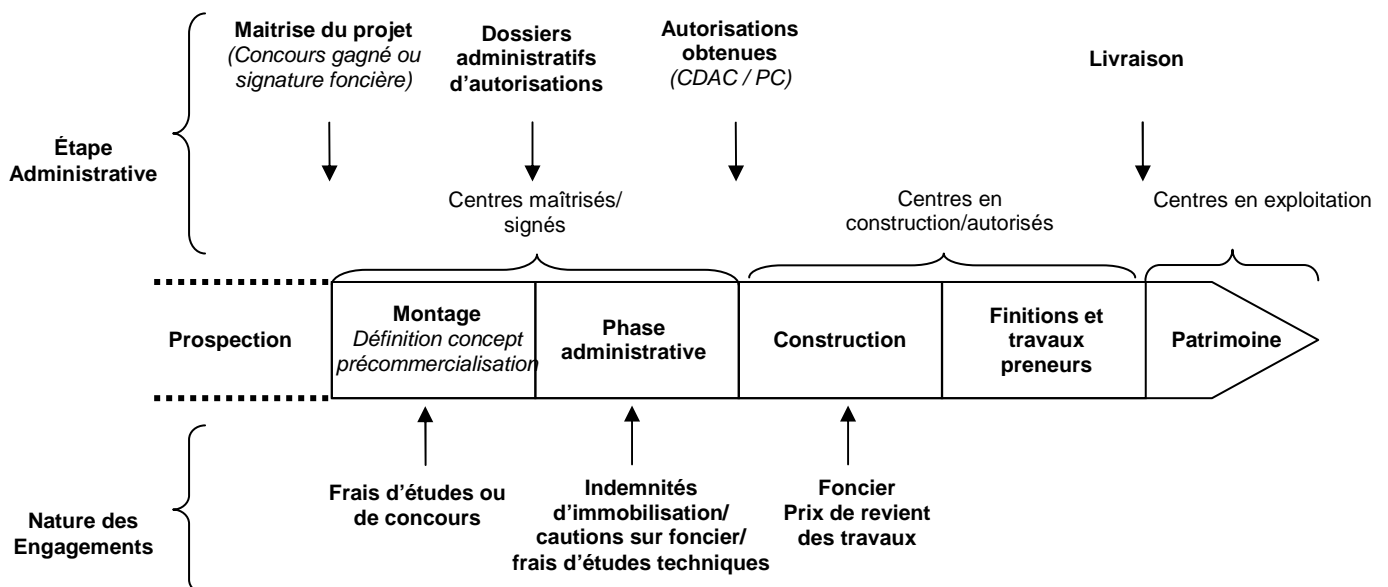 Maitrise du projet
(Concours gagné ou
signature foncière)
Dossiers
administratifs
d'autorisations
Autorisations
obtenues
(CDAC / PC)
Livraison
Étape
Administrative
Centres maîtrisés/
signés
Centres en
construction/autorisés
Centres en exploitation
Prospection
Montage
Définition concept
précommercialisation
Phase
administrative
Construction
Finitions et
travaux
preneurs
Patrimoine
Nature des
Engagements
Frais d'études ou
de concours
Indemnités
d'immobilisation/
cautions sur foncier/
frais d'études techniques
Foncier
Prix de revient
des travaux